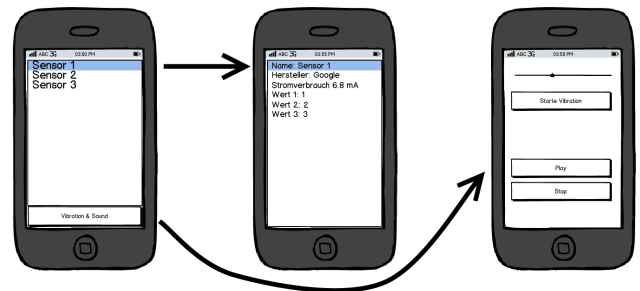 ABC 3G 03:50 PM
Sensor 1
Sensor 2
Sensor 3
Vibration & Sound
ABC 3G 03:55 PM
Name: Sensor 1
Hersteller: Google
Stromverbrauch 6.8 mA
Wert 1: 1
Wert 2: 2
Wert 3: 3
ABC 3G 03:55 PM
Starte Vibration
Play
Stop